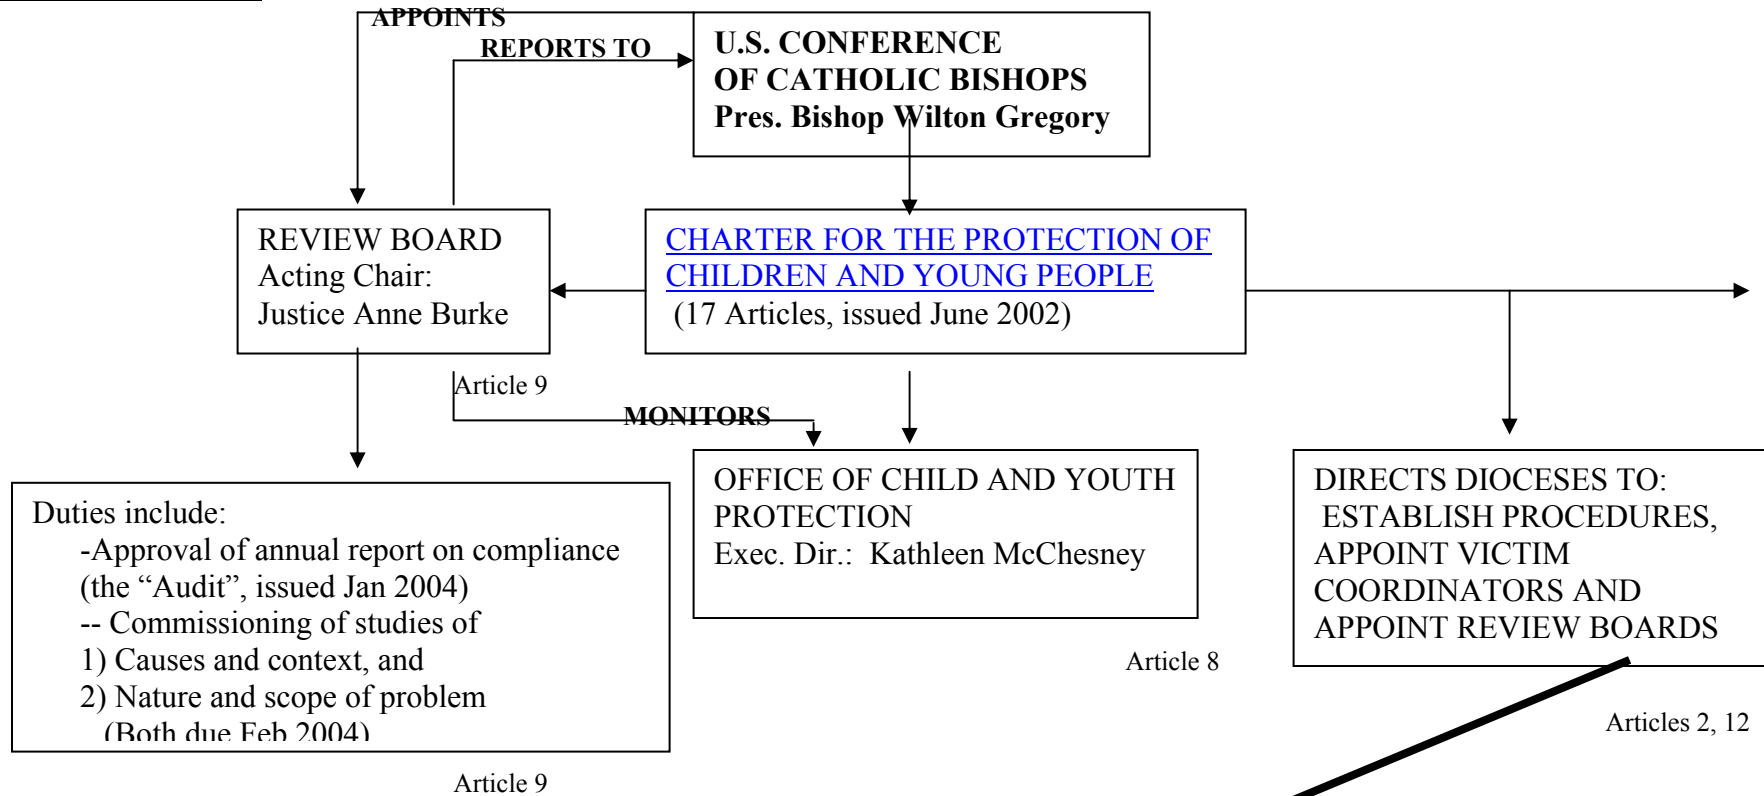 APPOINTS
REPORTS TO
U.S. CONFERENCE
OF CATHOLIC BISHOPS
Pres. Bishop Wilton Gregory
REVIEW BOARD
Acting Chair:
Justice Anne Burke
CHARTER FOR THE PROTECTION OF
CHILDREN AND YOUNG PEOPLE
(17 Articles, issued June 2002)
Article 9
MONITORS
Duties include:
-Approval of annual report on compliance
(the “Audit”, issued Jan 2004)
-- Commissioning of studies of
1) Causes and context, and
2) Nature and scope of problem
(Both due Feb 2004)
Article 9
OFFICE OF CHILD AND YOUTH
PROTECTION
Exec. Dir.: Kathleen McChesney
Article 8
DIRECTS DIOCESES TO:
ESTABLISH PROCEDURES,
APPOINT VICTIM
COORDINATORS AND
APPOINT REVIEW BOARDS
Articles 2, 12